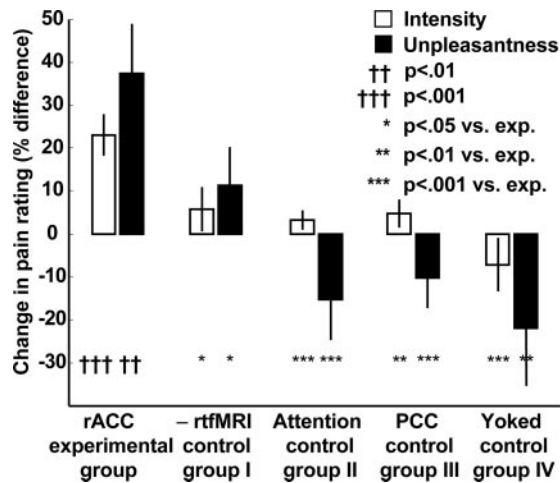 50
40
30
20
10
0
-10
-20
-30
Change in pain rating (% difference)
Intensity
Unpleasantness
†† p<.01
††† p<.001
* p<.05 vs. exp.
** p<.01 vs. exp.
*** p<.001 vs. exp.
††† †† * * *** *** ** *** *** **
rACC
experimental
group
– rtfMRI
control
group I
Attention
control
group II
PCC
control
group III
Yoked
control
group IV